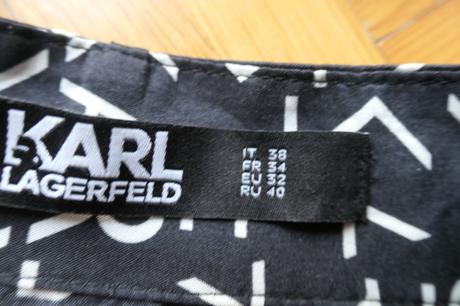 KARL
LAGERFELD
IT 38
FR 34
EU 32
RU 40